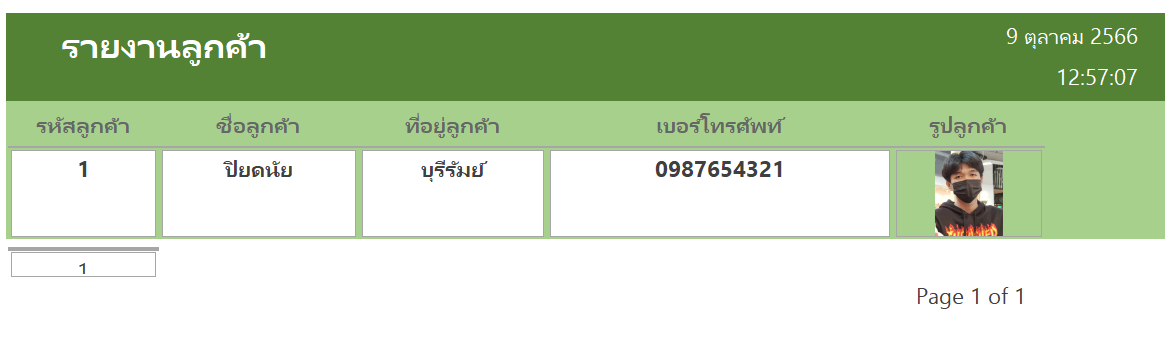 รายงานลูกค้า
9 ตุลาคม 2566
12:57:07
รหัสลูกค้า ชื่อลูกค้า ที่อยู่ลูกค้า เบอร์โทรศัพท์ รูปลูกค้า
1 ปิยดนัย บุรีรัมย์ 0987654321
1
Page 1 of 1